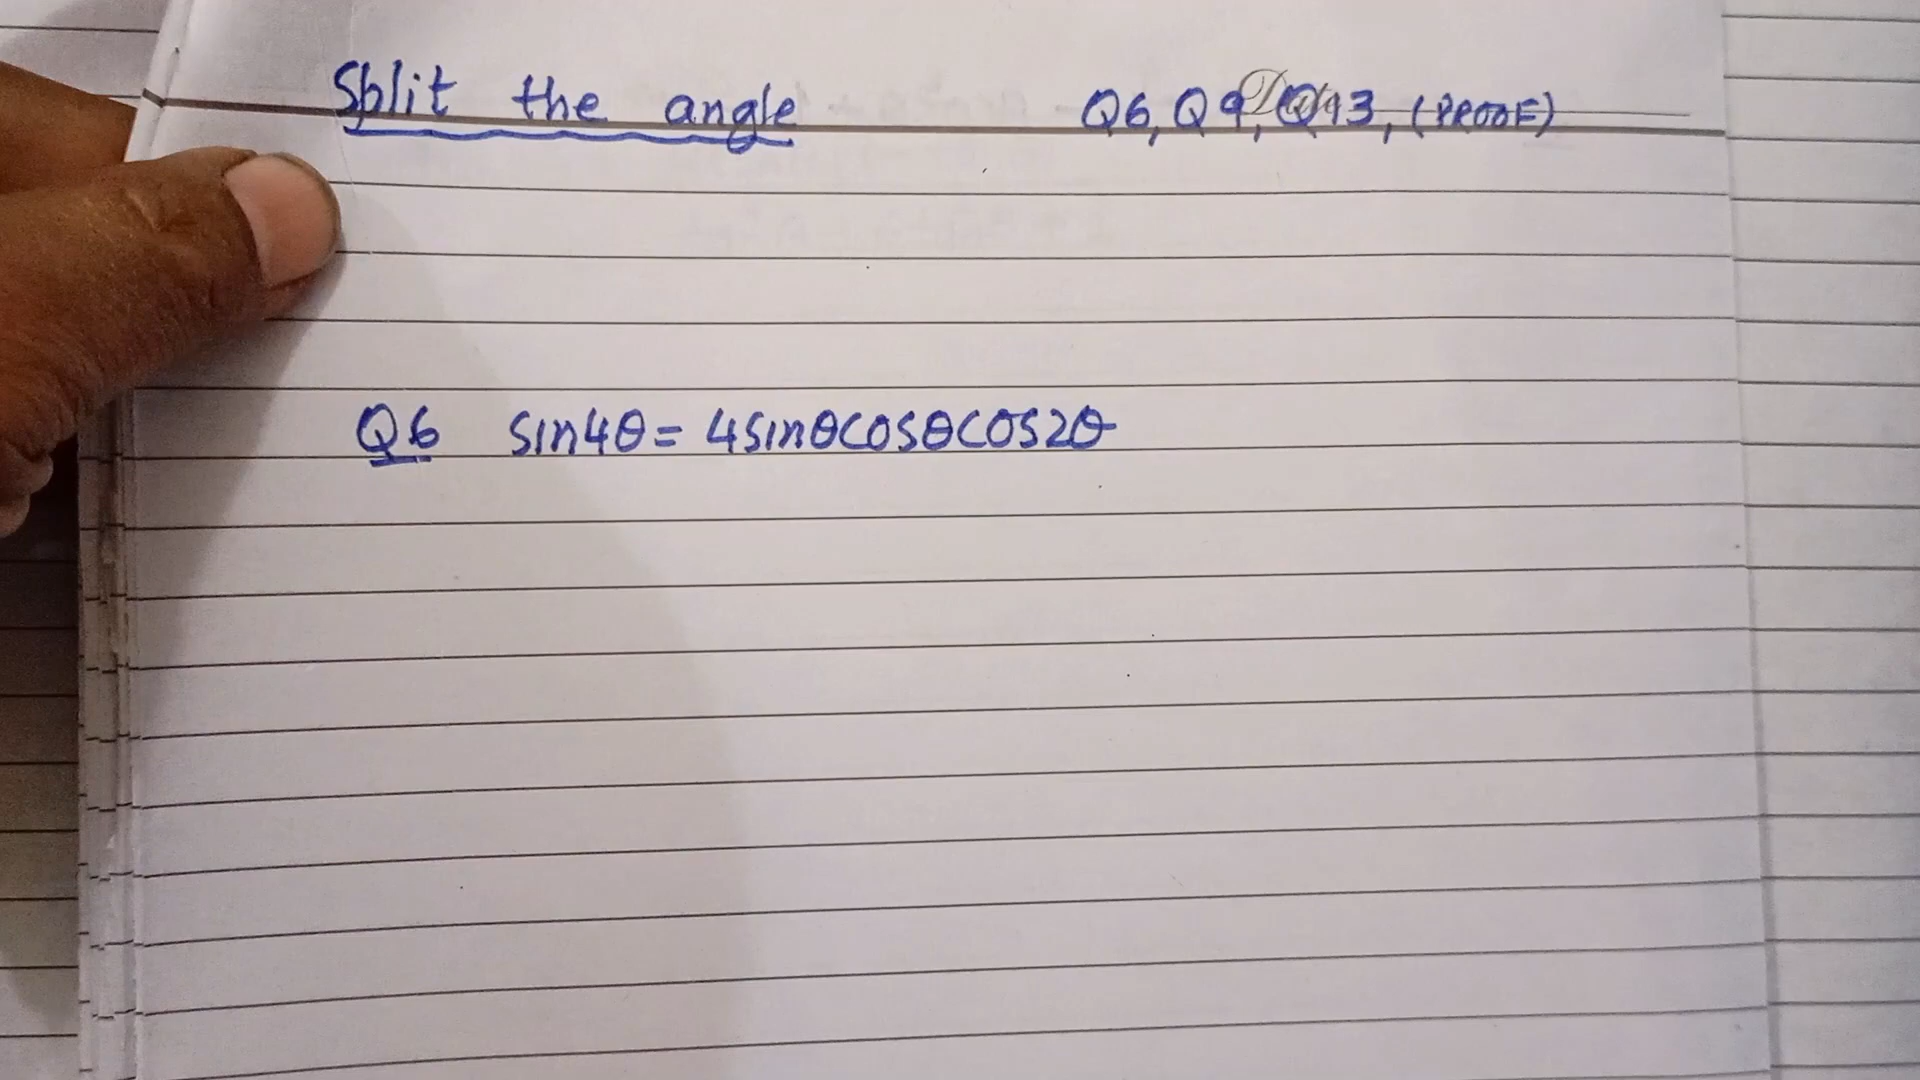 Split the angle Q6, Q9, Q13, (PROOF)
Q6 sin4θ = 4sinθcosθcos2θ